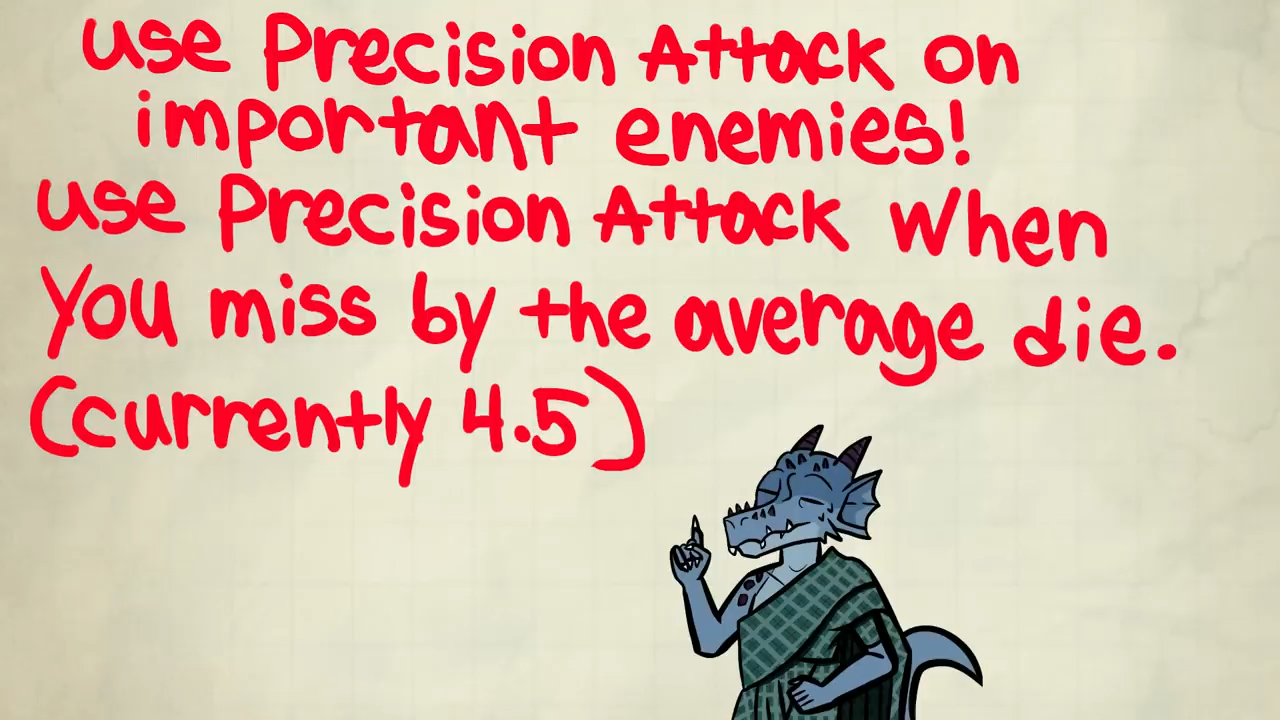 use Precision Attack on
important enemies!
use Precision Attack when
You miss by the average die.
(currently 4.5)